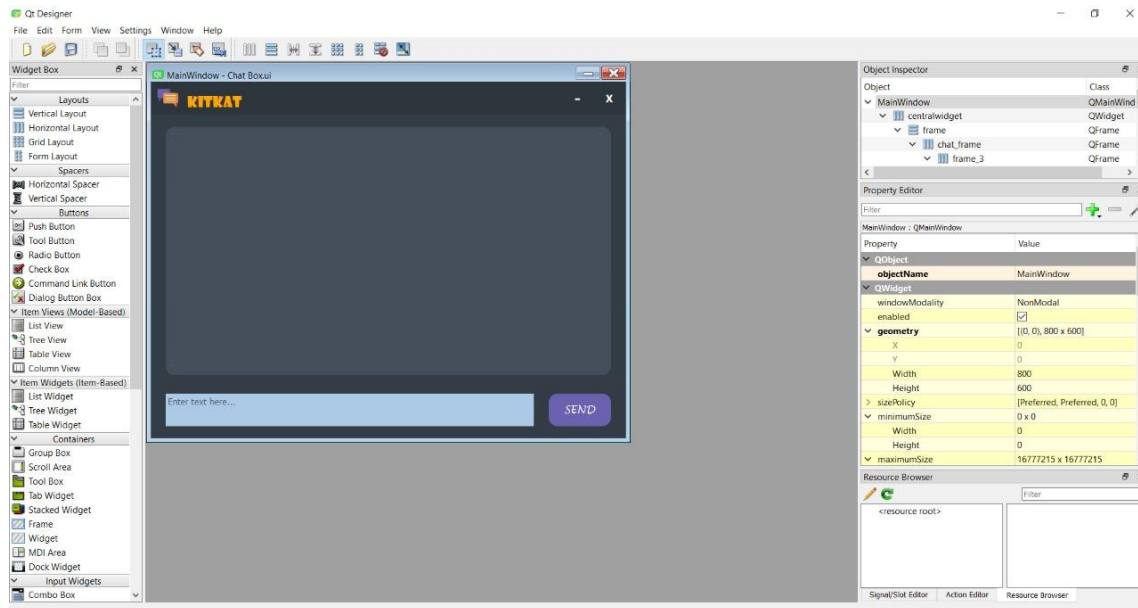 Qt Designer
File Edit Form View Settings Window Help
Widget Box
Filter
Layouts
Vertical Layout
Horizontal Layout
Grid Layout
Form Layout
Spacers
Horizontal Spacer
Vertical Spacer
Buttons
Push Button
Tool Button
Radio Button
Check Box
Command Link Button
Dialog Button Box
Item Views (Model-Based)
List View
Tree View
Table View
Column View
Item Widgets (Item-Based)
List Widget
Tree Widget
Table Widget
Containers
Group Box
Scroll Area
Tool Box
Tab Widget
Stacked Widget
Frame
Widget
MDI Area
Dock Widget
Input Widgets
Combo Box
MainWindow - Chat Box.ui
KITKAT - X
Enter text here...
SEND
Object Inspector
Object Class
MainWindow QMainWind
centralwidget QWidget
frame QFrame
chat_frame QFrame
frame_3 QFrame
Property Editor
Filter
MainWindow : QMainWindow
Property Value
QObject
objectName MainWindow
QWidget
windowModality NonModal
enabled
geometry [(0, 0), 800 x 600]
X 0
Y 0
Width 800
Height 600
sizePolicy [Preferred, Preferred, 0, 0]
minimumSize 0 x 0
Width 0
Height 0
maximumSize 16777215 x 16777215
Resource Browser
Filter
<resource root>
Signal/Slot Editor Action Editor Resource Browser